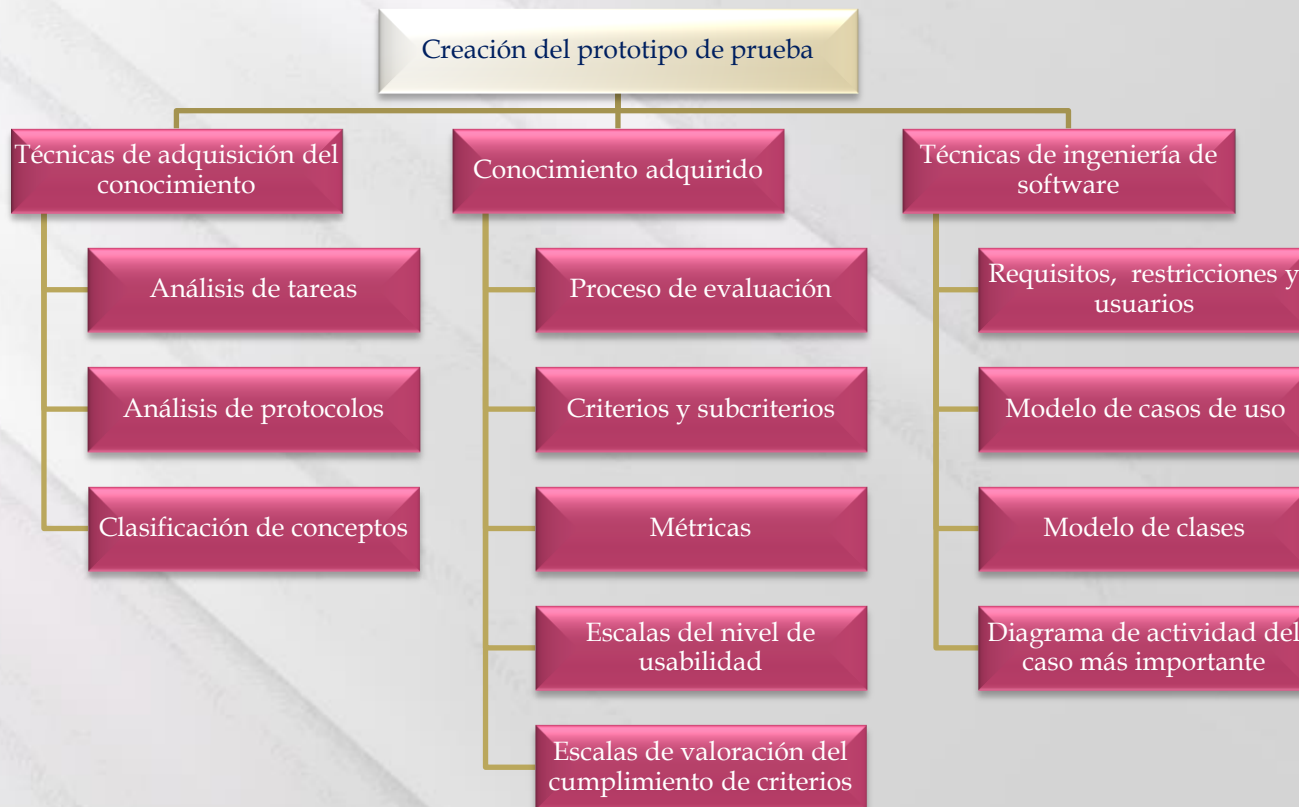 Creación del prototipo de prueba
Técnicas de adquisición del
conocimiento
Análisis de tareas
Análisis de protocolos
Clasificación de conceptos
Conocimiento adquirido
Proceso de evaluación
Criterios y subcriterios
Métricas
Escalas del nivel de
usabilidad
Escalas de valoración del
cumplimiento de criterios
Técnicas de ingeniería de
software
Requisitos, restricciones y
usuarios
Modelo de casos de uso
Modelo de clases
Diagrama de actividad del
caso más importante